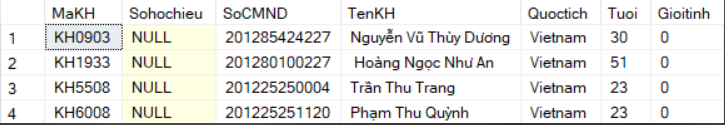 MaKH Sohochieu SoCMND TenKH Quoctich Tuoi Gioitinh
1 KH0903 NULL 201285424227 Nguyễn Vũ Thùy Dương Vietnam 30 0
2 KH1933 NULL 201280100227 Hoàng Ngọc Như An Vietnam 51 0
3 KH5508 NULL 201225250004 Trần Thu Trang Vietnam 23 0
4 KH6008 NULL 201225251120 Phạm Thu Quỳnh Vietnam 23 0